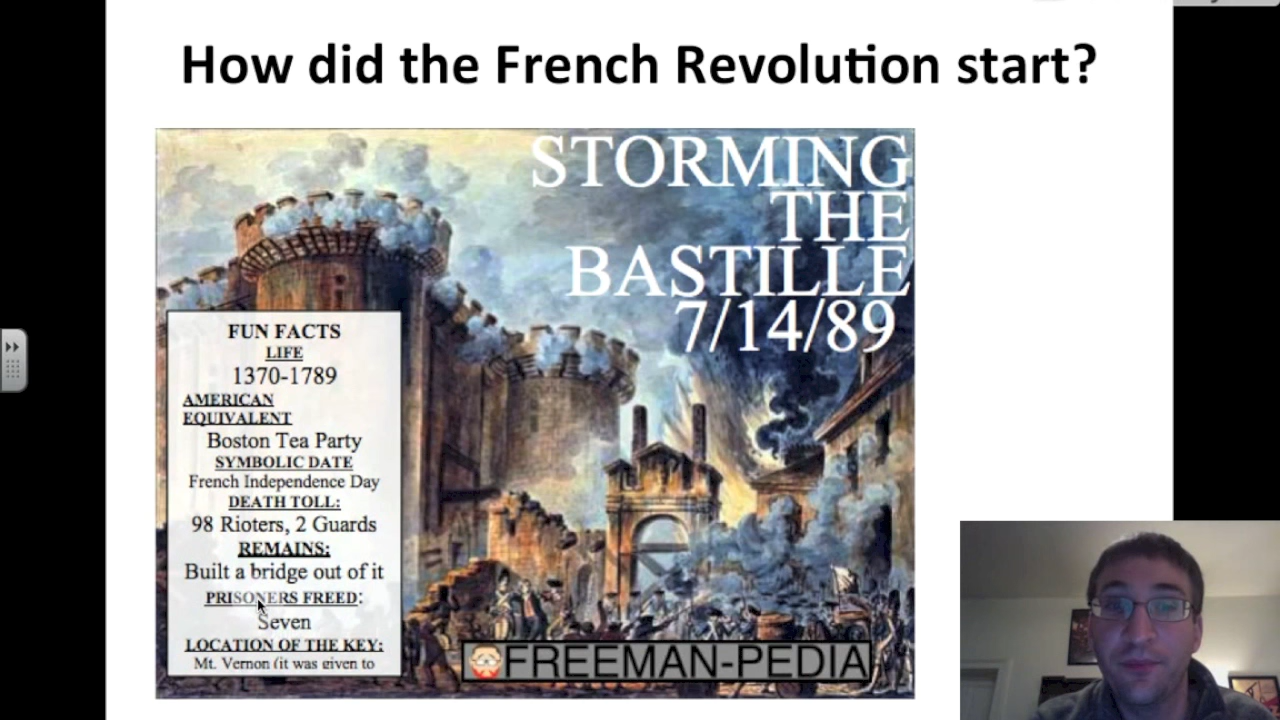 How did the French Revolution start?
STORMING
THE
BASTILLE
7/14/89
FUN FACTS
LIFE
1370-1789
AMERICAN
EQUIVALENT
Boston Tea Party
SYMBOLIC DATE
French Independence Day
DEATH TOLL:
98 Rioters, 2 Guards
REMAINS:
Built a bridge out of it
PRISONERS FREED:
Seven
LOCATION OF THE KEY:
Mt. Vernon (it was given to
FREEMAN-PEDIA